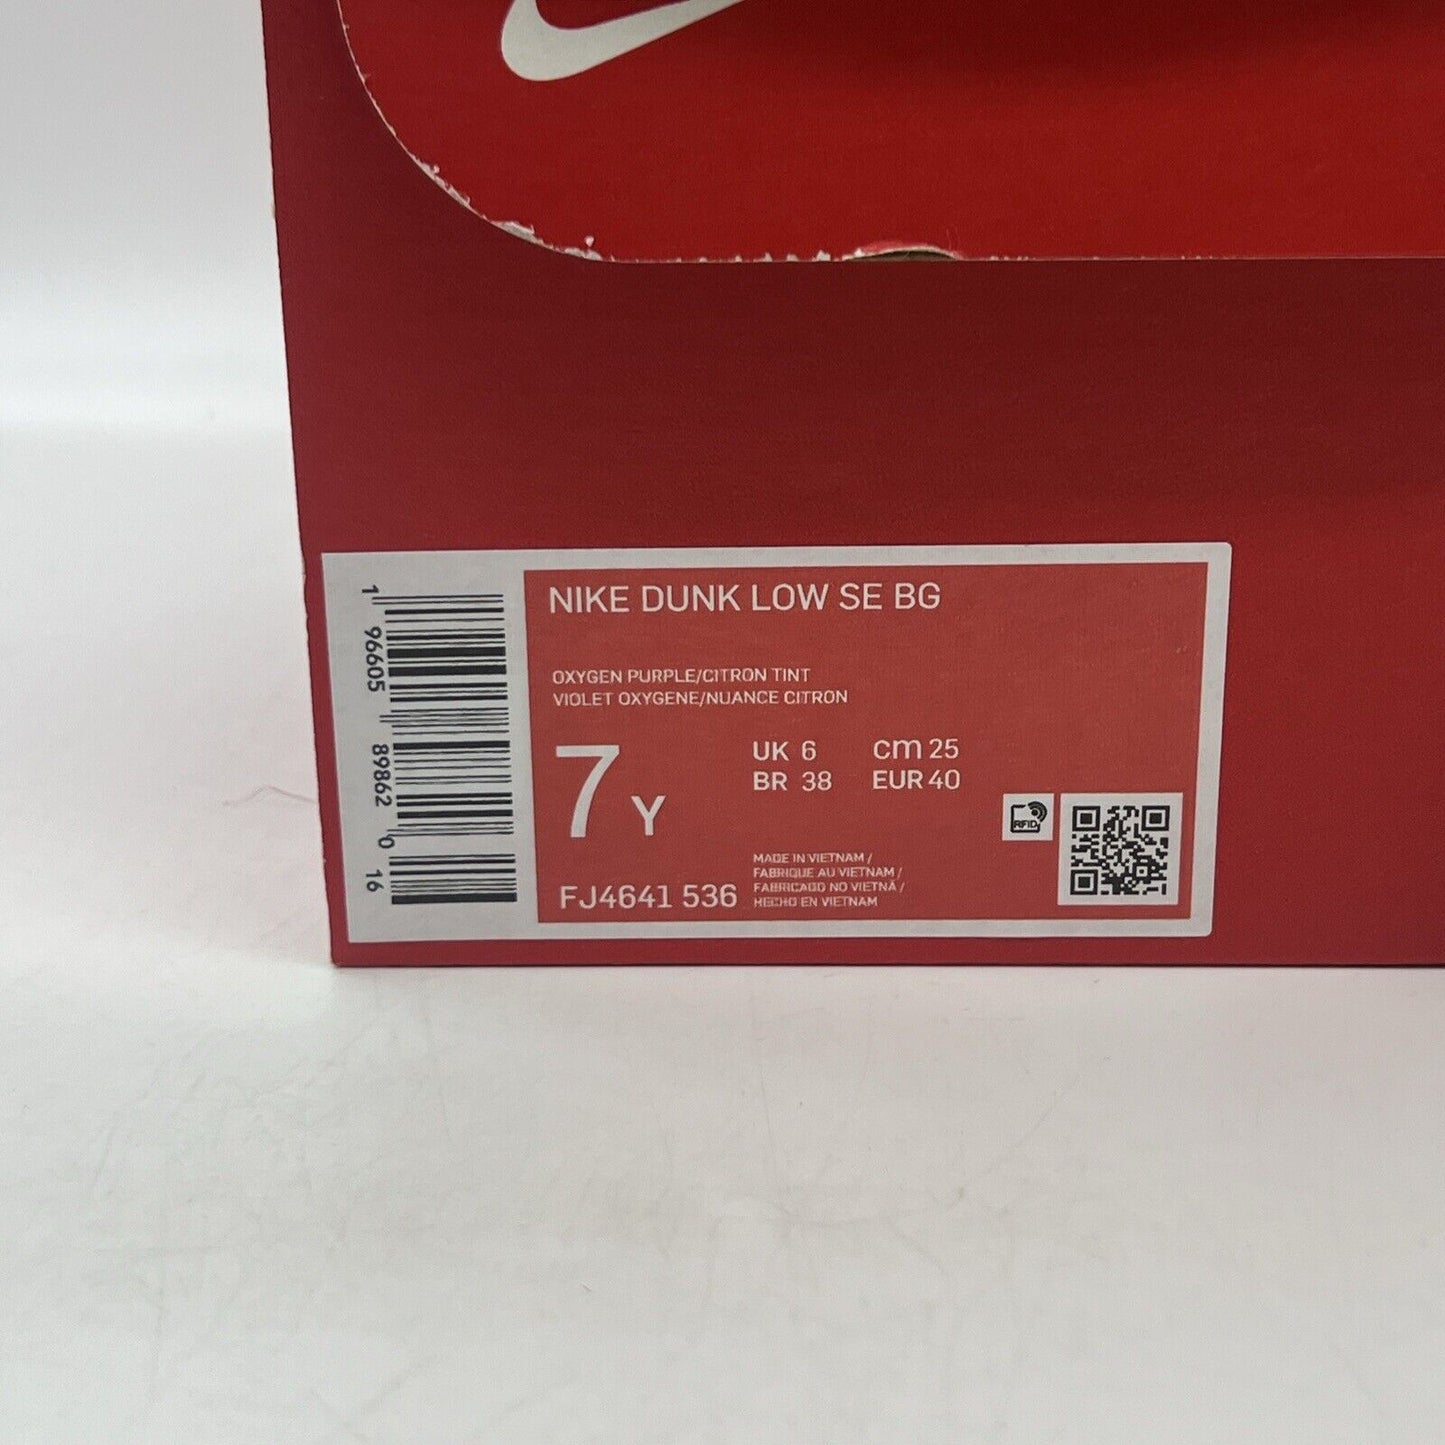 NIKE DUNK LOW SE BG
OXYGEN PURPLE/CITRON TINT
VIOLET OXYGENE/NUANCE CITRON
7 Y
UK 6 cm 25
BR 38 EUR 40
RFID
FJ4641 536
MADE IN VIETNAM /
FABRIQUE AU VIETNAM /
FABRICADO NO VIETNÃ /
HECHO EN VIETNAM
1 96605 89862 0 16